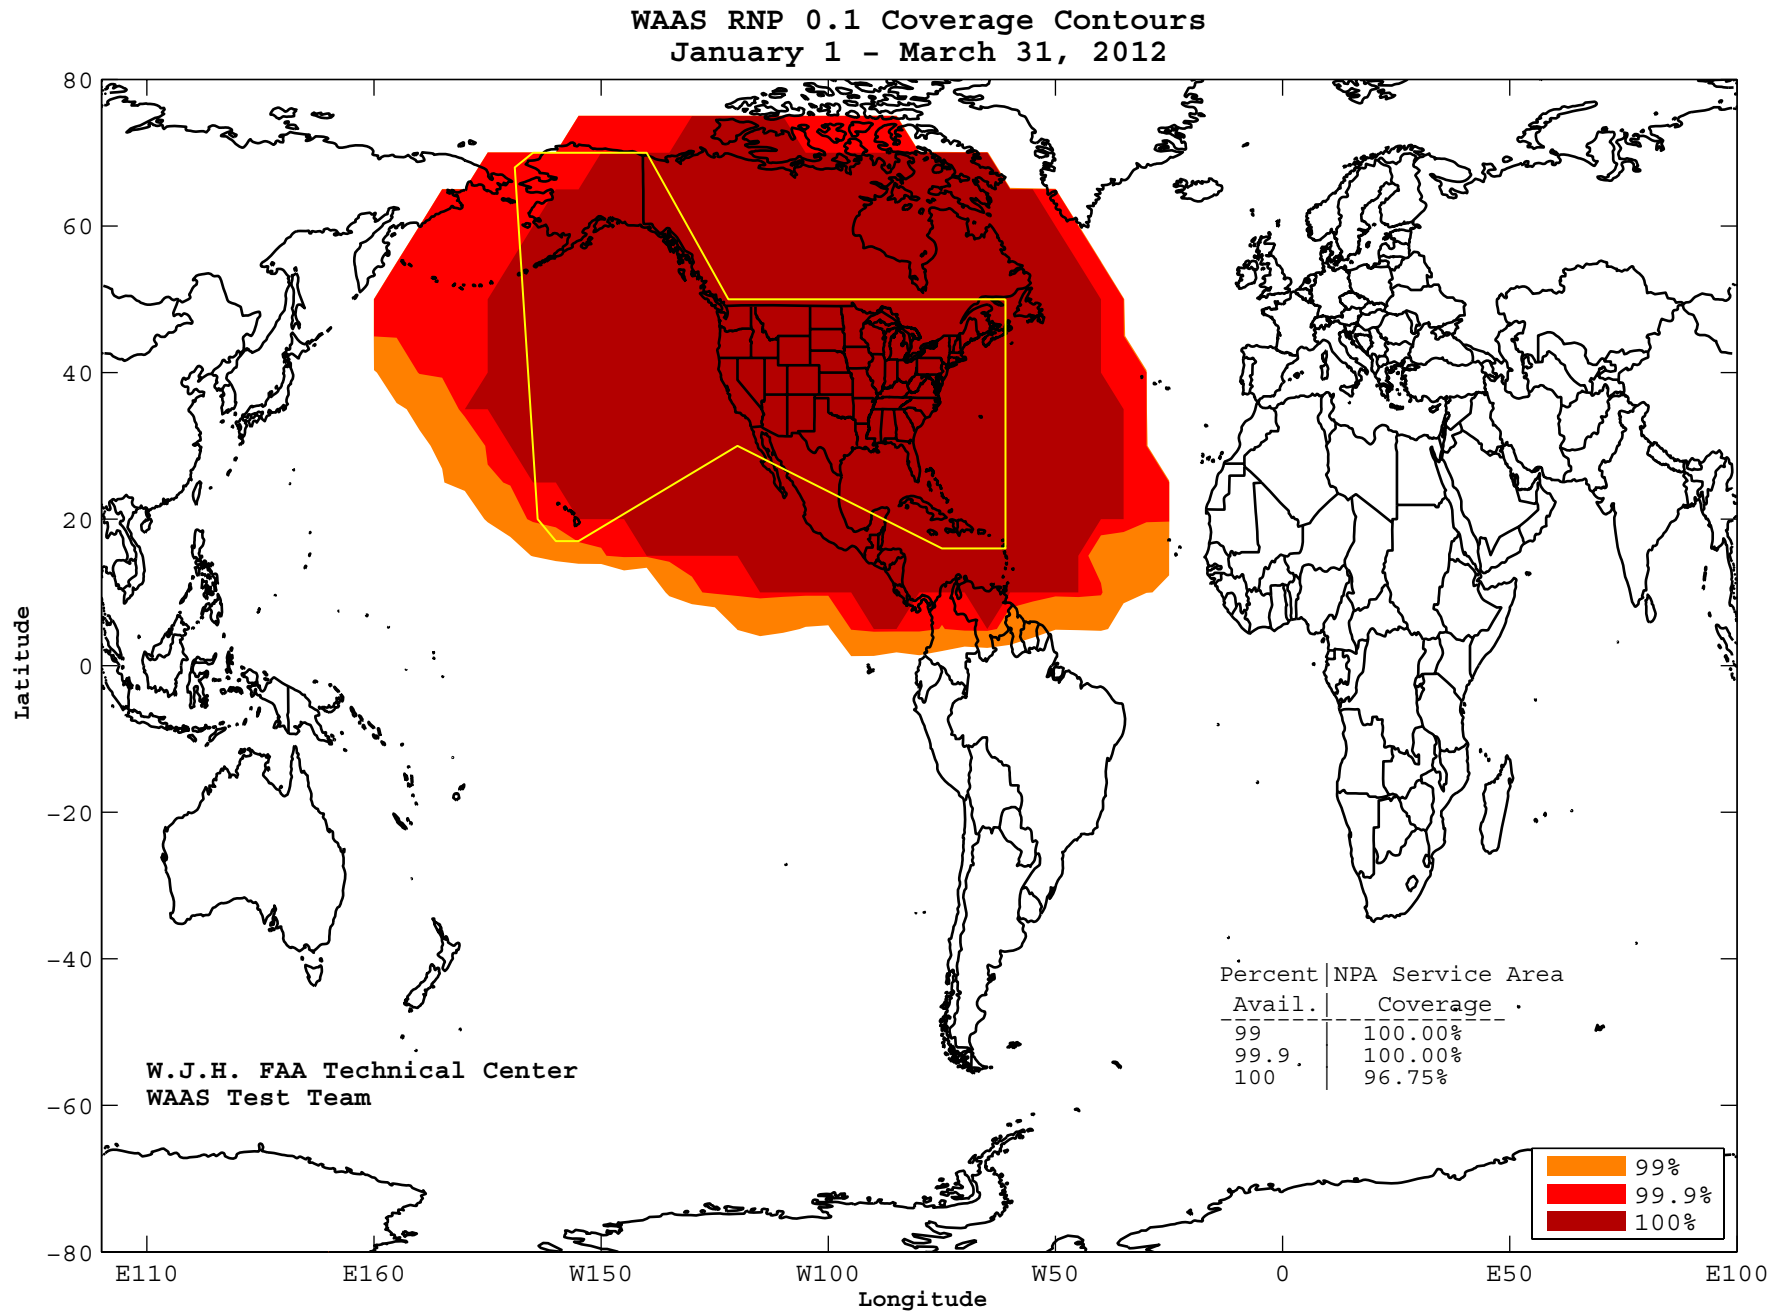 WAAS RNP 0.1 Coverage Contours
January 1 - March 31, 2012
80
60
40
20
0
-20
-40
-60
-80
Latitude
E110
E160
W150
W100
W50
0
E50
E100
Longitude
W.J.H. FAA Technical Center
WAAS Test Team
Percent|NPA Service Area
Avail.| Coverage
99 | 100.00%
99.9 | 100.00%
100 | 96.75%
99%
99.9%
100%